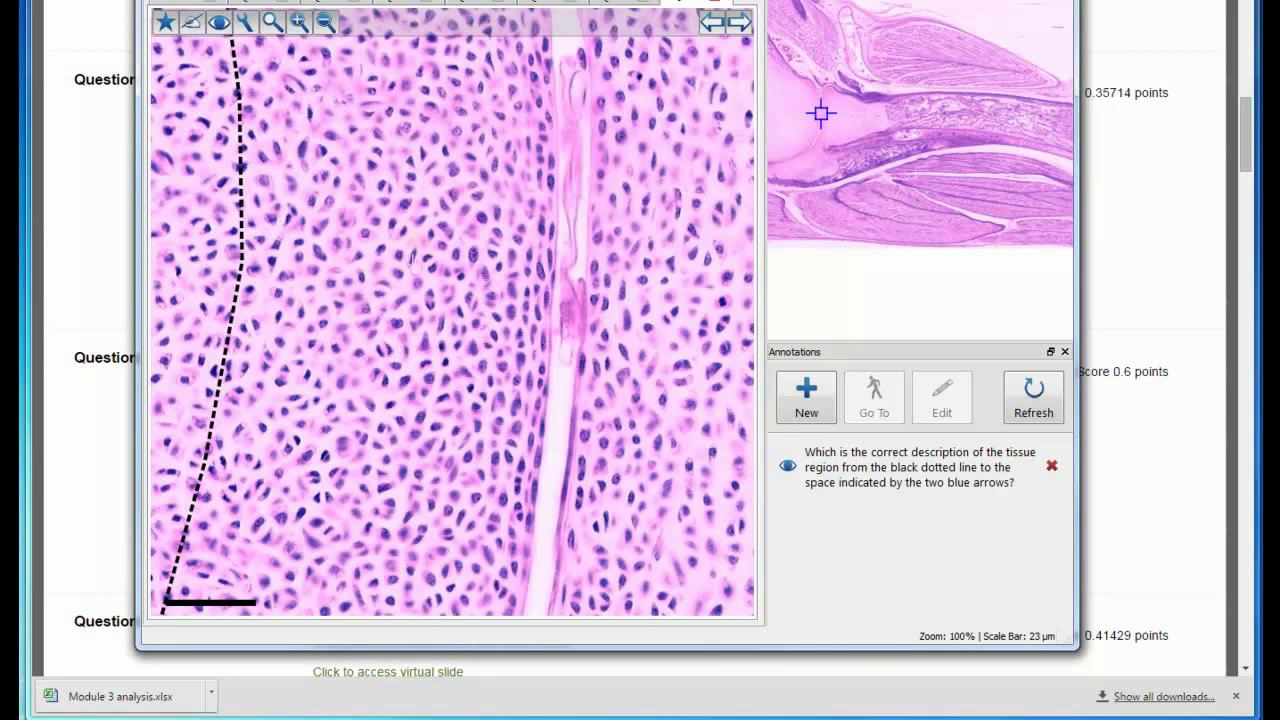 Question
0.35714 points
Question
Score 0.6 points
Question
0.41429 points
Annotations
New
Go To
Edit
Refresh
Which is the correct description of the tissue
region from the black dotted line to the
space indicated by the two blue arrows?
Zoom: 100% | Scale Bar: 23 µm
Click to access virtual slide
Module 3 analysis.xlsx
Show all downloads...